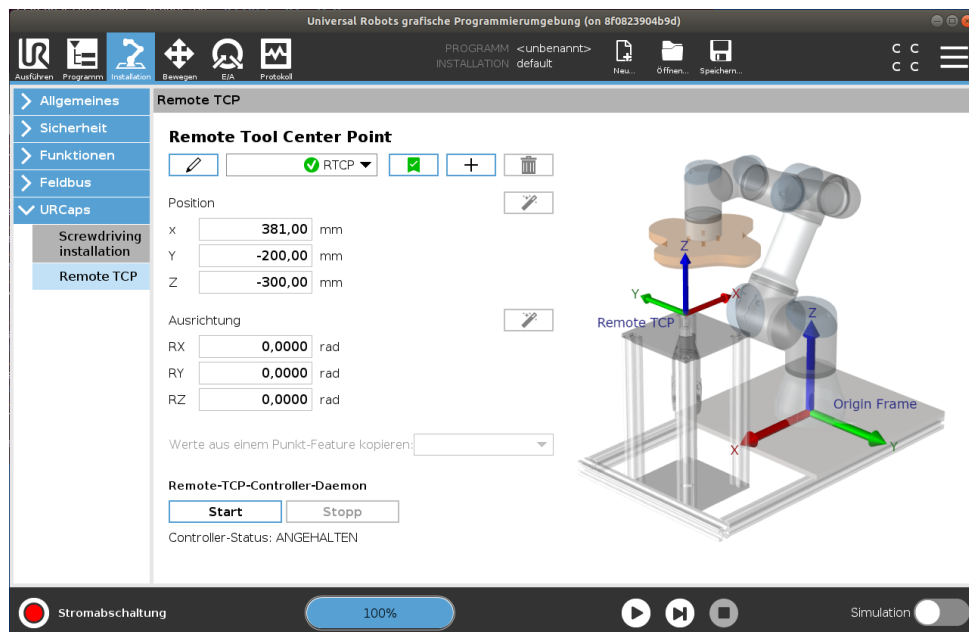 Universal Robots grafische Programmierumgebung (on 8f0823904b9d)
Ausführen Programm Installation Bewegen E/A Protokoll
PROGRAMM <unbenannt>
INSTALLATION default
Neu... Öffnen... Speichern...
C C
C C
Allgemeines
Sicherheit
Funktionen
Feldbus
URCaps
Screwdriving
installation
Remote TCP
Remote TCP
Remote Tool Center Point
RTCP
Position
X 381,00 mm
Y -200,00 mm
Z -300,00 mm
Ausrichtung
RX 0,0000 rad
RY 0,0000 rad
RZ 0,0000 rad
Werte aus einem Punkt-Feature kopieren:
Remote-TCP-Controller-Daemon
Start Stopp
Controller-Status: ANGEHALTEN
Z
Y X
Remote TCP
Z
Origin Frame
X Y
Stromabschaltung
100%
Simulation